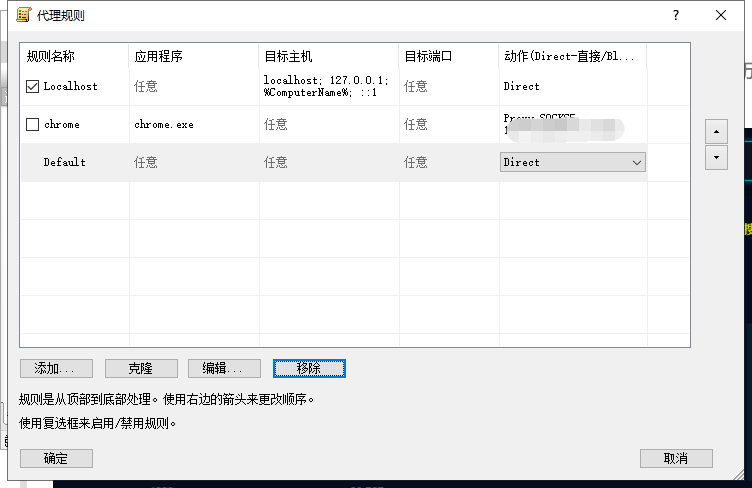 代理规则
规则名称 应用程序 目标主机 目标端口 动作(Direct-直接/Bl...
Localhost 任意 localhost; 127.0.0.1; %ComputerName%; ::1 任意 Direct
chrome chrome.exe 任意 任意 Proxy SOCKS5
Default 任意 任意 任意 Direct
添加... 克隆 编辑... 移除
规则是从顶部到底部处理。使用右边的箭头来更改顺序。
使用复选框来启用/禁用规则。
确定 取消